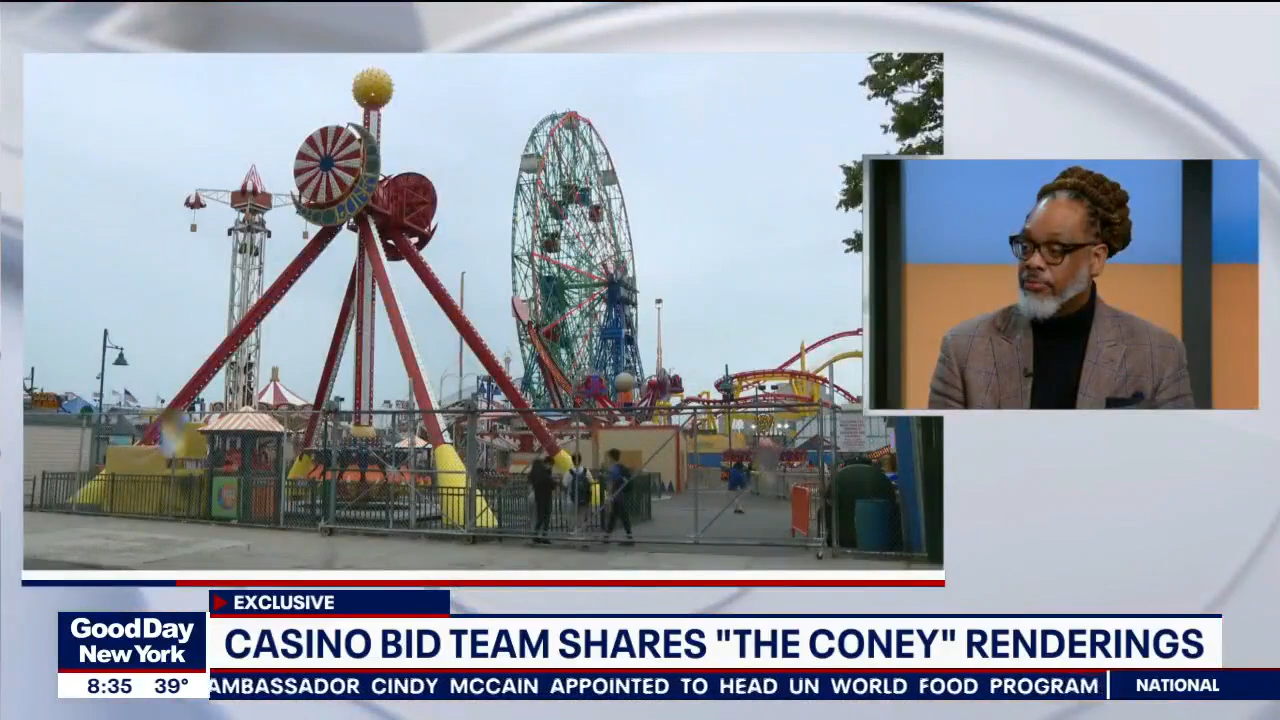 EXCLUSIVE
GoodDay
New York
CASINO BID TEAM SHARES "THE CONEY" RENDERINGS
8:35 39°
AMBASSADOR CINDY MCCAIN APPOINTED TO HEAD UN WORLD FOOD PROGRAM
NATIONAL